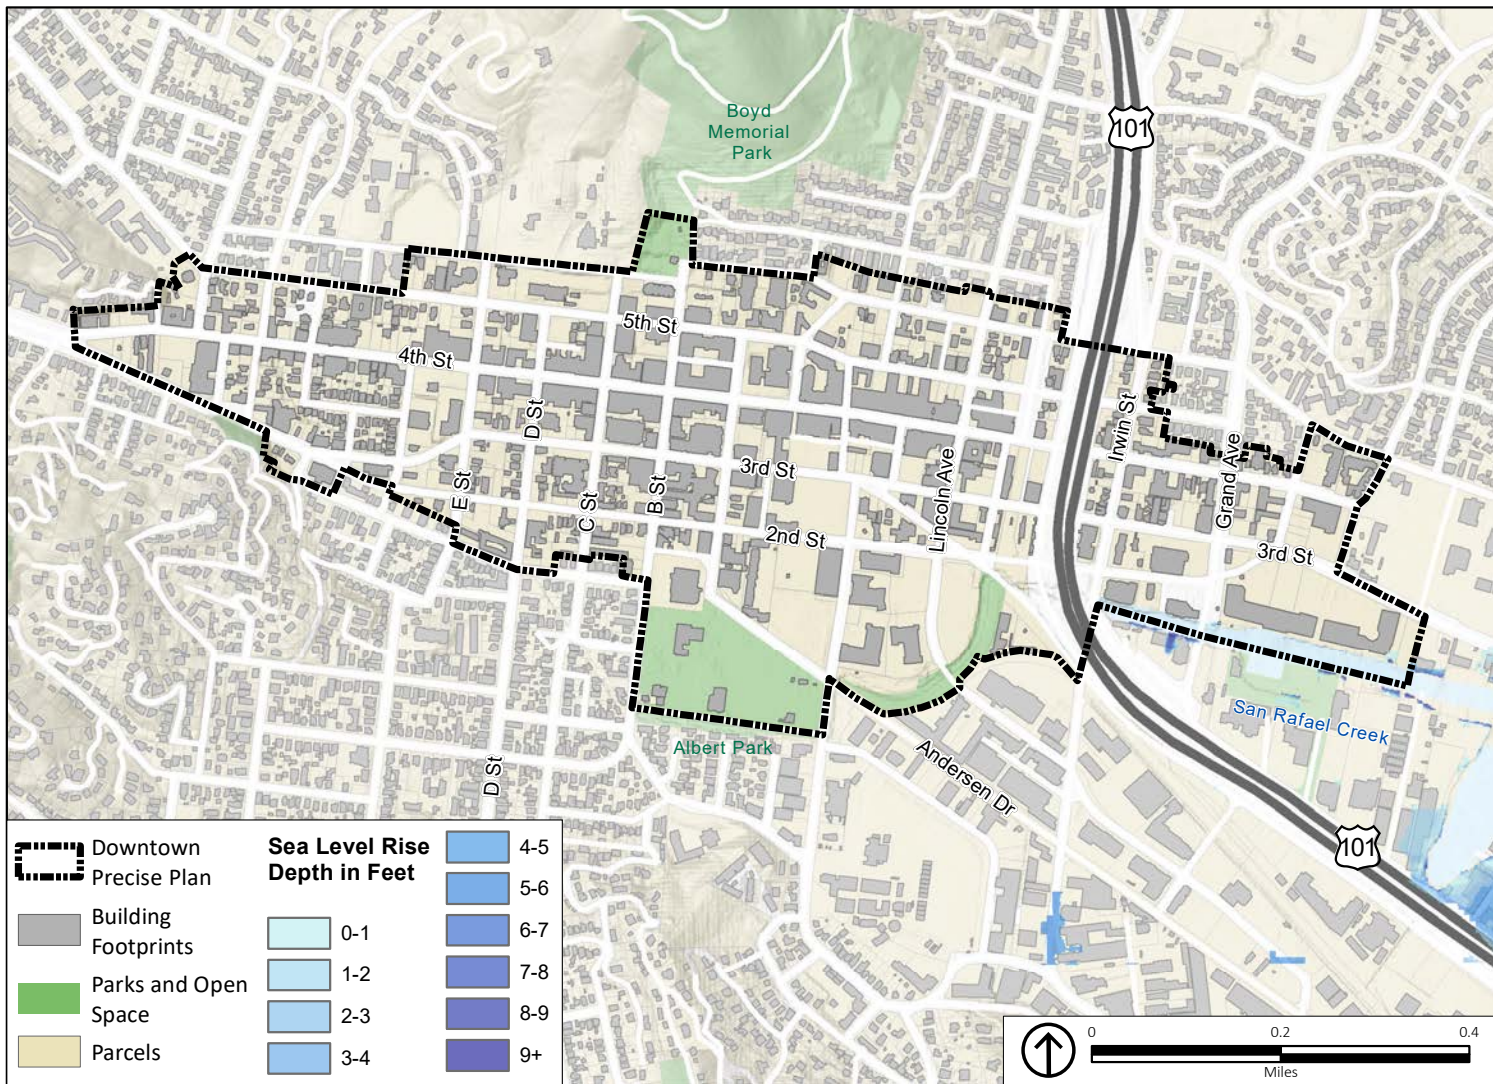 101
Boyd
Memorial
Park
5th St
4th St
D St
Irwin St
Grand Ave
3rd St
E St
C St
B St
Lincoln Ave
2nd St
3rd St
San Rafael Creek
Albert Park
D St
Andersen Dr
101
Downtown
Precise Plan
Building
Footprints
Parks and Open
Space
Parcels
Sea Level Rise
Depth in Feet
0-1
1-2
2-3
3-4
4-5
5-6
6-7
7-8
8-9
9+
0 0.2 0.4
Miles